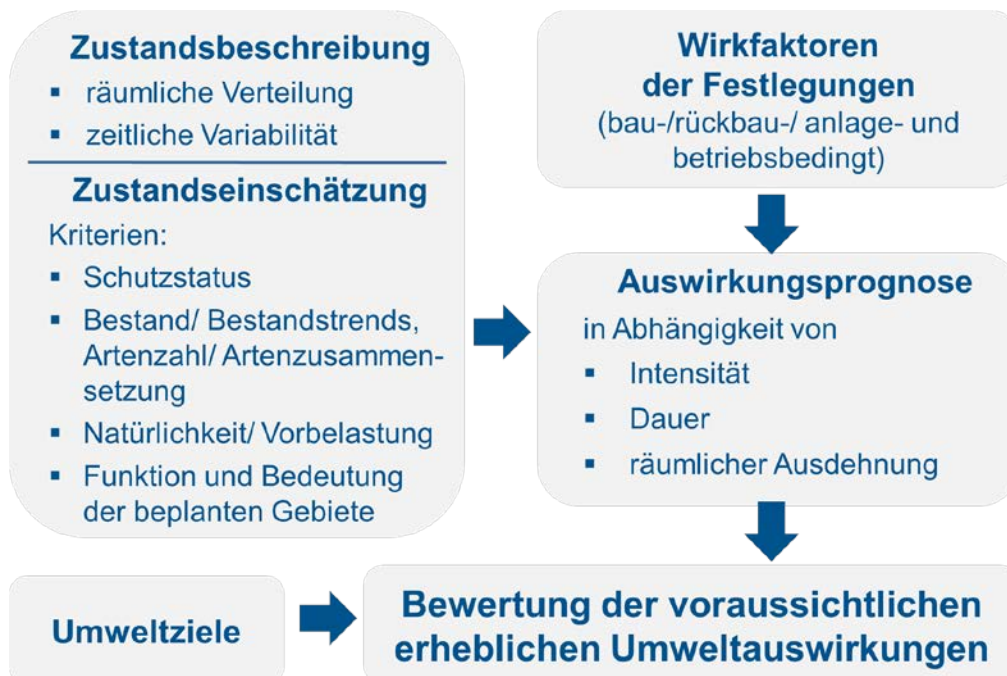 Zustandsbeschreibung
▪ räumliche Verteilung
▪ zeitliche Variabilität
Zustandseinschätzung
Kriterien:
▪ Schutzstatus
▪ Bestand/ Bestandstrends,
Artenzahl/ Artenzusammen-
setzung
▪ Natürlichkeit/ Vorbelastung
▪ Funktion und Bedeutung
der beplanten Gebiete
Wirkfaktoren
der Festlegungen
(bau-/rückbau-/ anlage- und
betriebsbedingt)
Auswirkungsprognose
in Abhängigkeit von
▪ Intensität
▪ Dauer
▪ räumlicher Ausdehnung
Umweltziele
Bewertung der voraussichtlichen
erheblichen Umweltauswirkungen